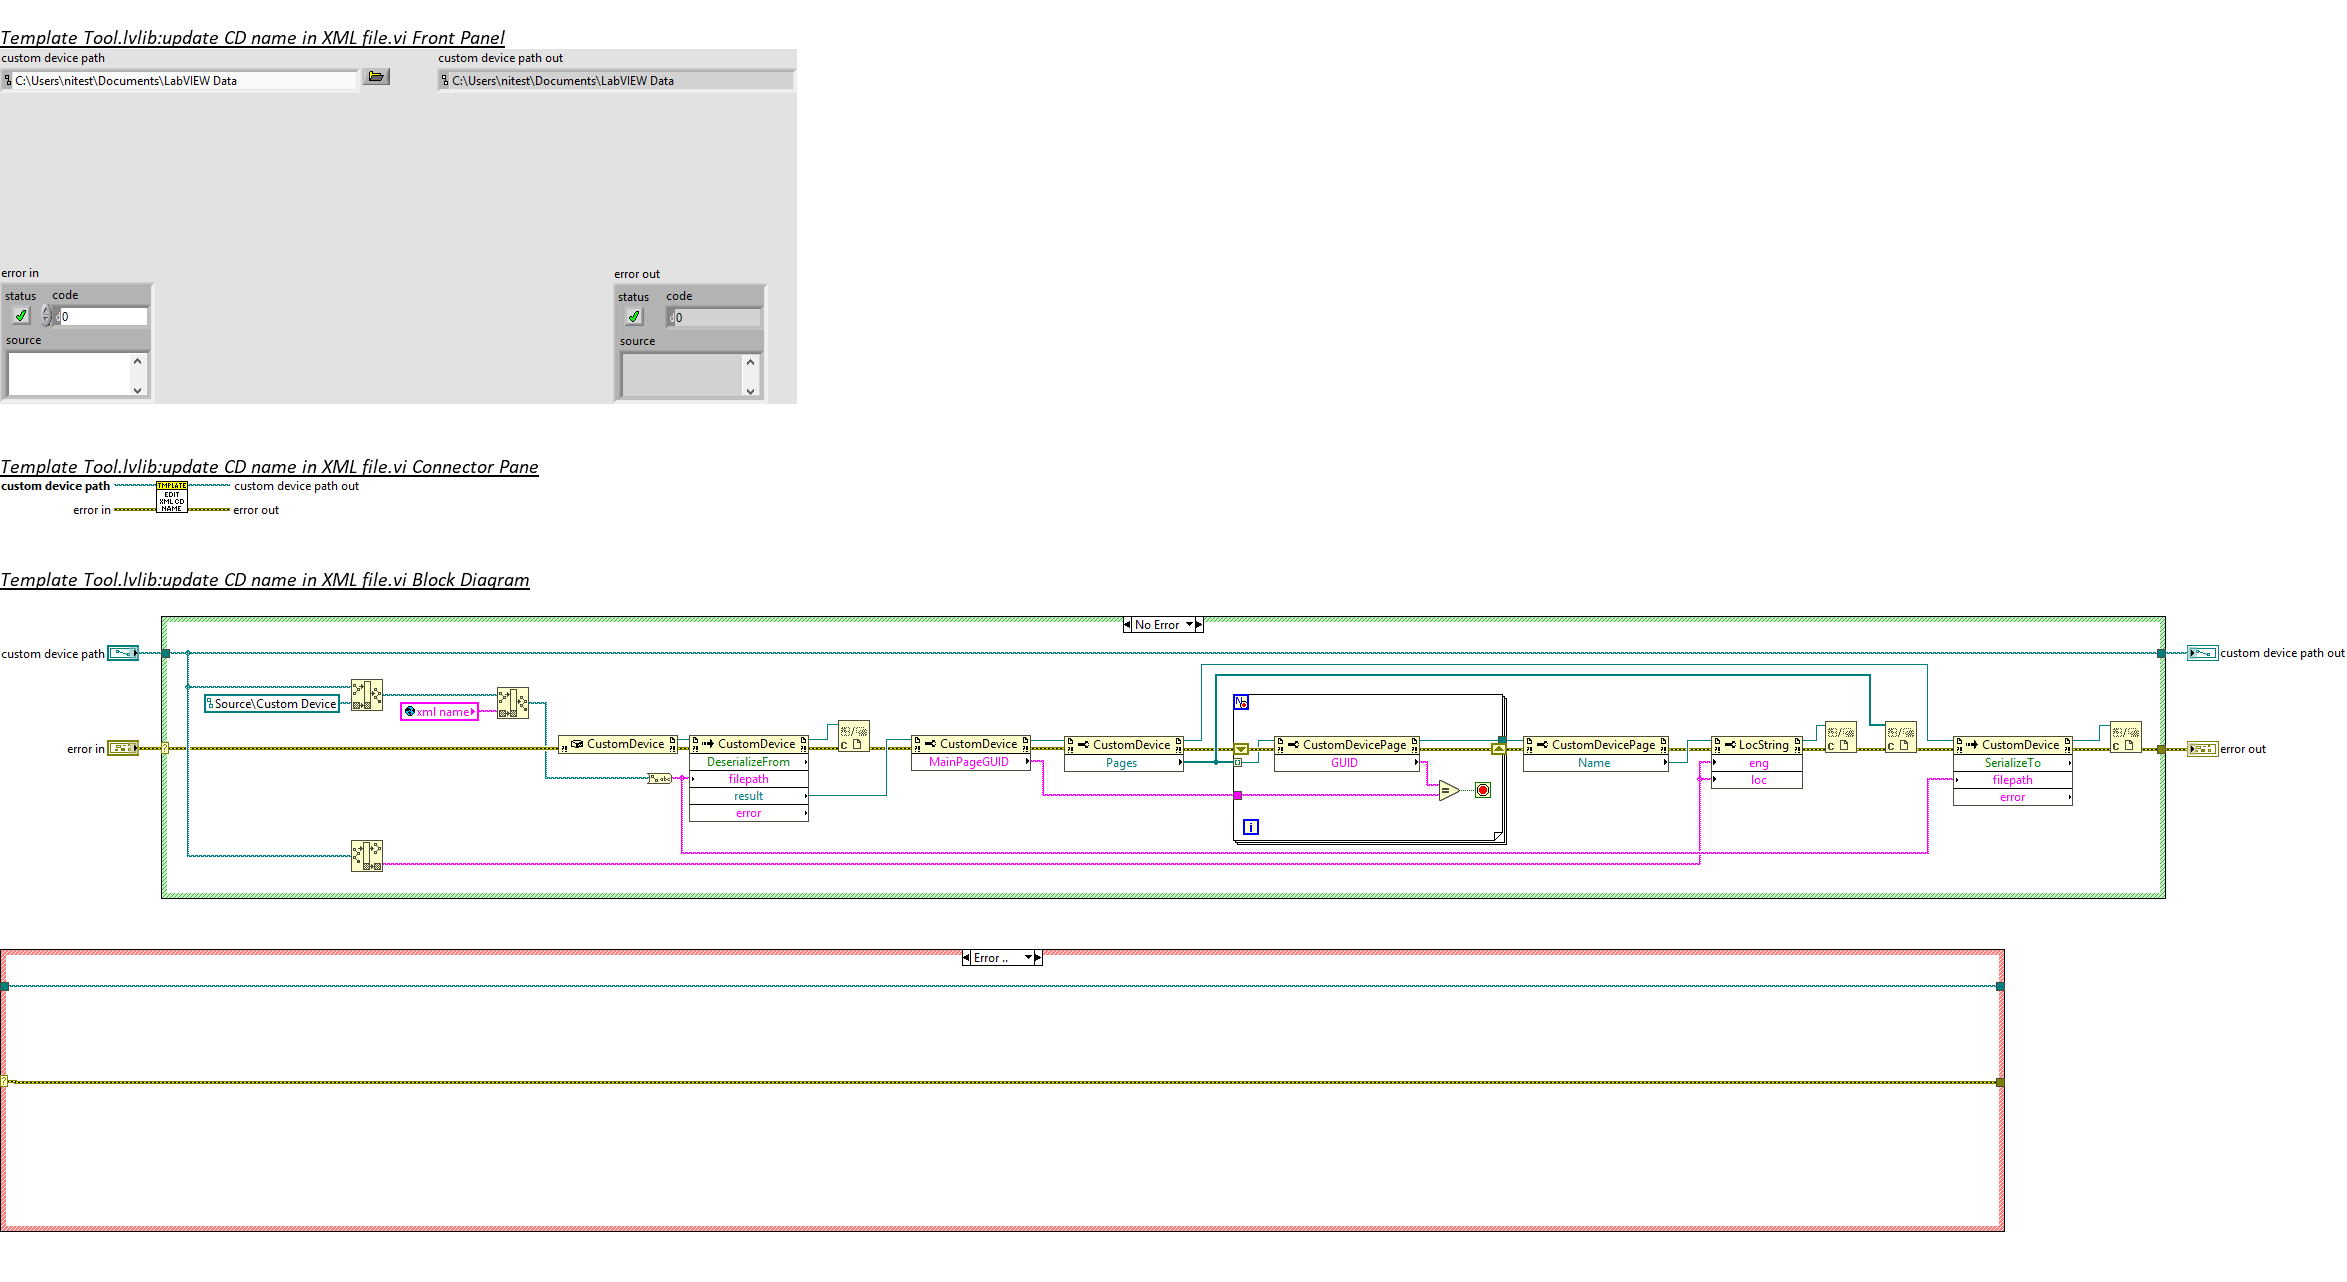 Template Tool.lvlib:update CD name in XML file.vi Front Panel
custom device path
custom device path out
C:\Users\nitest\Documents\LabVIEW Data
C:\Users\nitest\Documents\LabVIEW Data
error in
error out
status code
status code
0
0
source
source
Template Tool.lvlib:update CD name in XML file.vi Connector Pane
custom device path
TMPLATE
EDIT
XML CD
NAME
custom device path out
error in
error out
Template Tool.lvlib:update CD name in XML file.vi Block Diagram
No Error
custom device path
custom device path out
Source\Custom Device
xml name
error in
error out
CustomDevice
abc
CustomDevice
DeserializeFrom
filepath
result
error
CustomDevice
MainPageGUID
CustomDevice
Pages
N
CustomDevicePage
GUID
=
i
CustomDevicePage
Name
LocString
eng
loc
CustomDevice
SerializeTo
filepath
error
Error ..